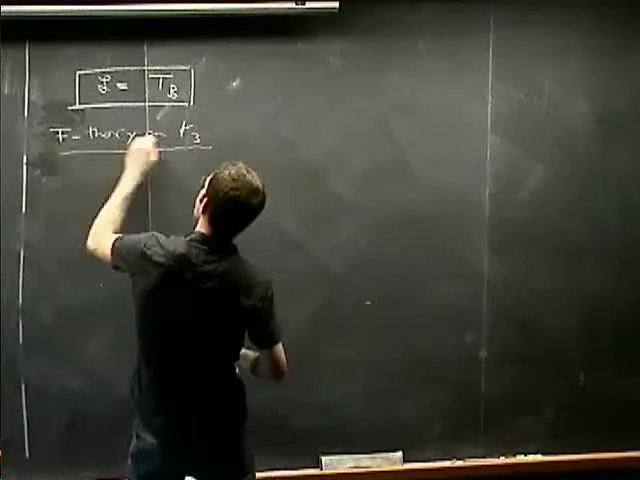 ℒ = T_B
F-theory on K3